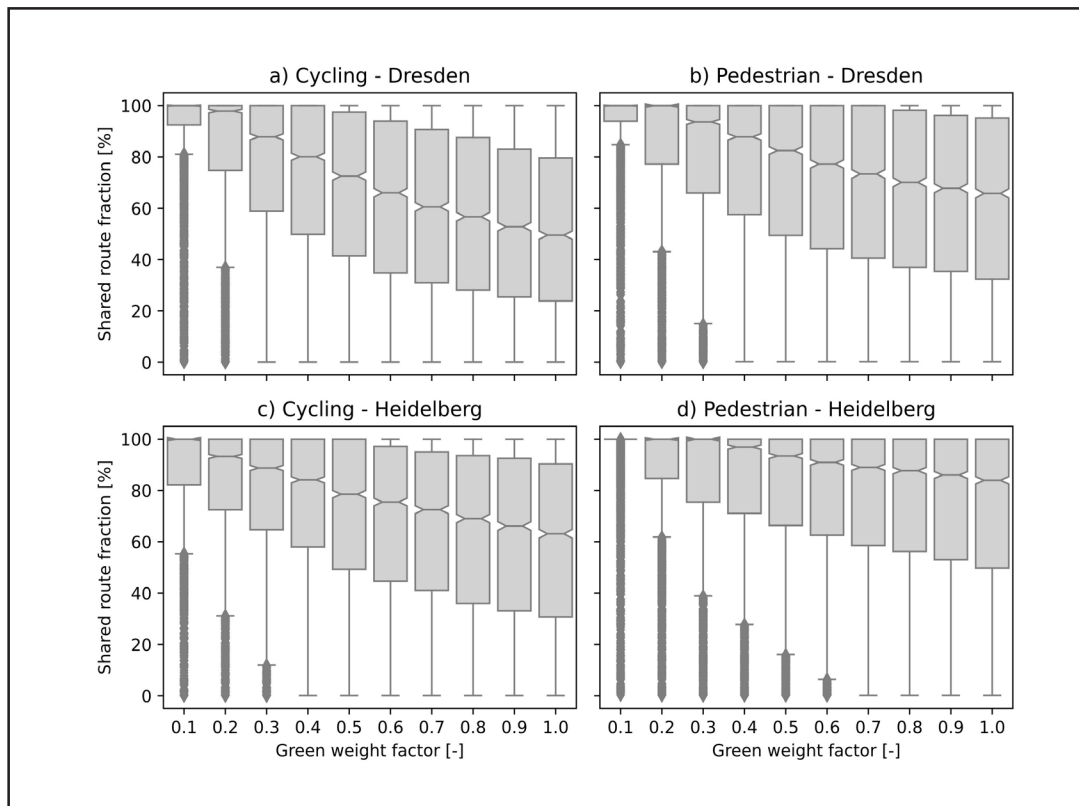 a) Cycling - Dresden
b) Pedestrian - Dresden
Shared route fraction [%]
100
80
60
40
20
0
c) Cycling - Heidelberg
d) Pedestrian - Heidelberg
Shared route fraction [%]
100
80
60
40
20
0
0.1 0.2 0.3 0.4 0.5 0.6 0.7 0.8 0.9 1.0
0.1 0.2 0.3 0.4 0.5 0.6 0.7 0.8 0.9 1.0
Green weight factor [-]
Green weight factor [-]